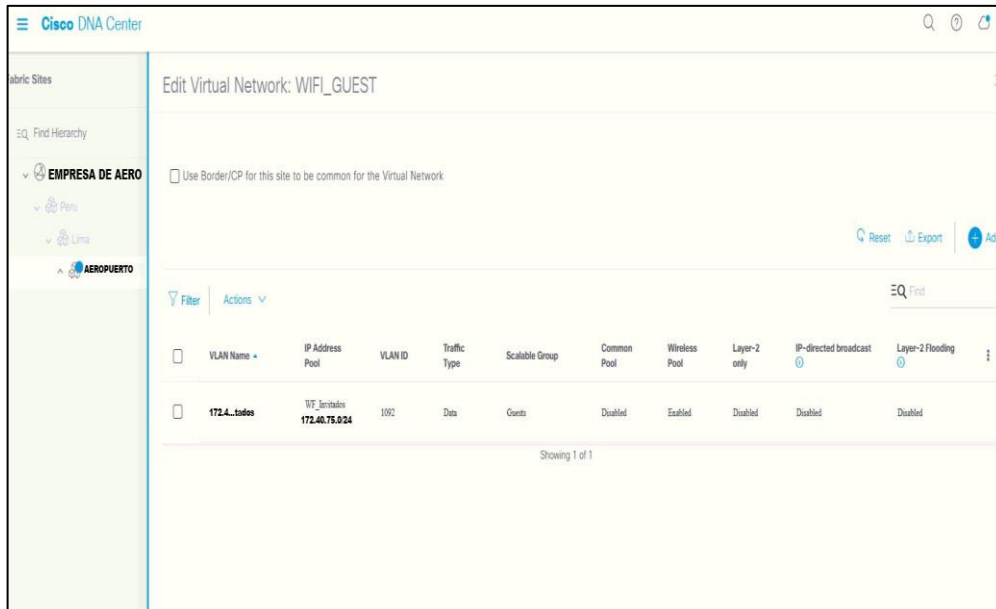 Cisco DNA Center
abric Sites
Edit Virtual Network: WIFI_GUEST
Find Hierarchy
EMPRESA DE AERO
Use Border/CP for this site to be common for the Virtual Network
Peru
Lima
Reset Export Ad
AEROPUERTO
Filter Actions Find
VLAN Name IP Address Pool VLAN ID Traffic Type Scalable Group Common Pool Wireless Pool Layer-2 only IP-directed broadcast Layer-2 Flooding
172.4...tados WF_Invitados 172.40.75.0/24 1092 Data Guests Disabled Enabled Disabled Disabled Disabled
Showing 1 of 1